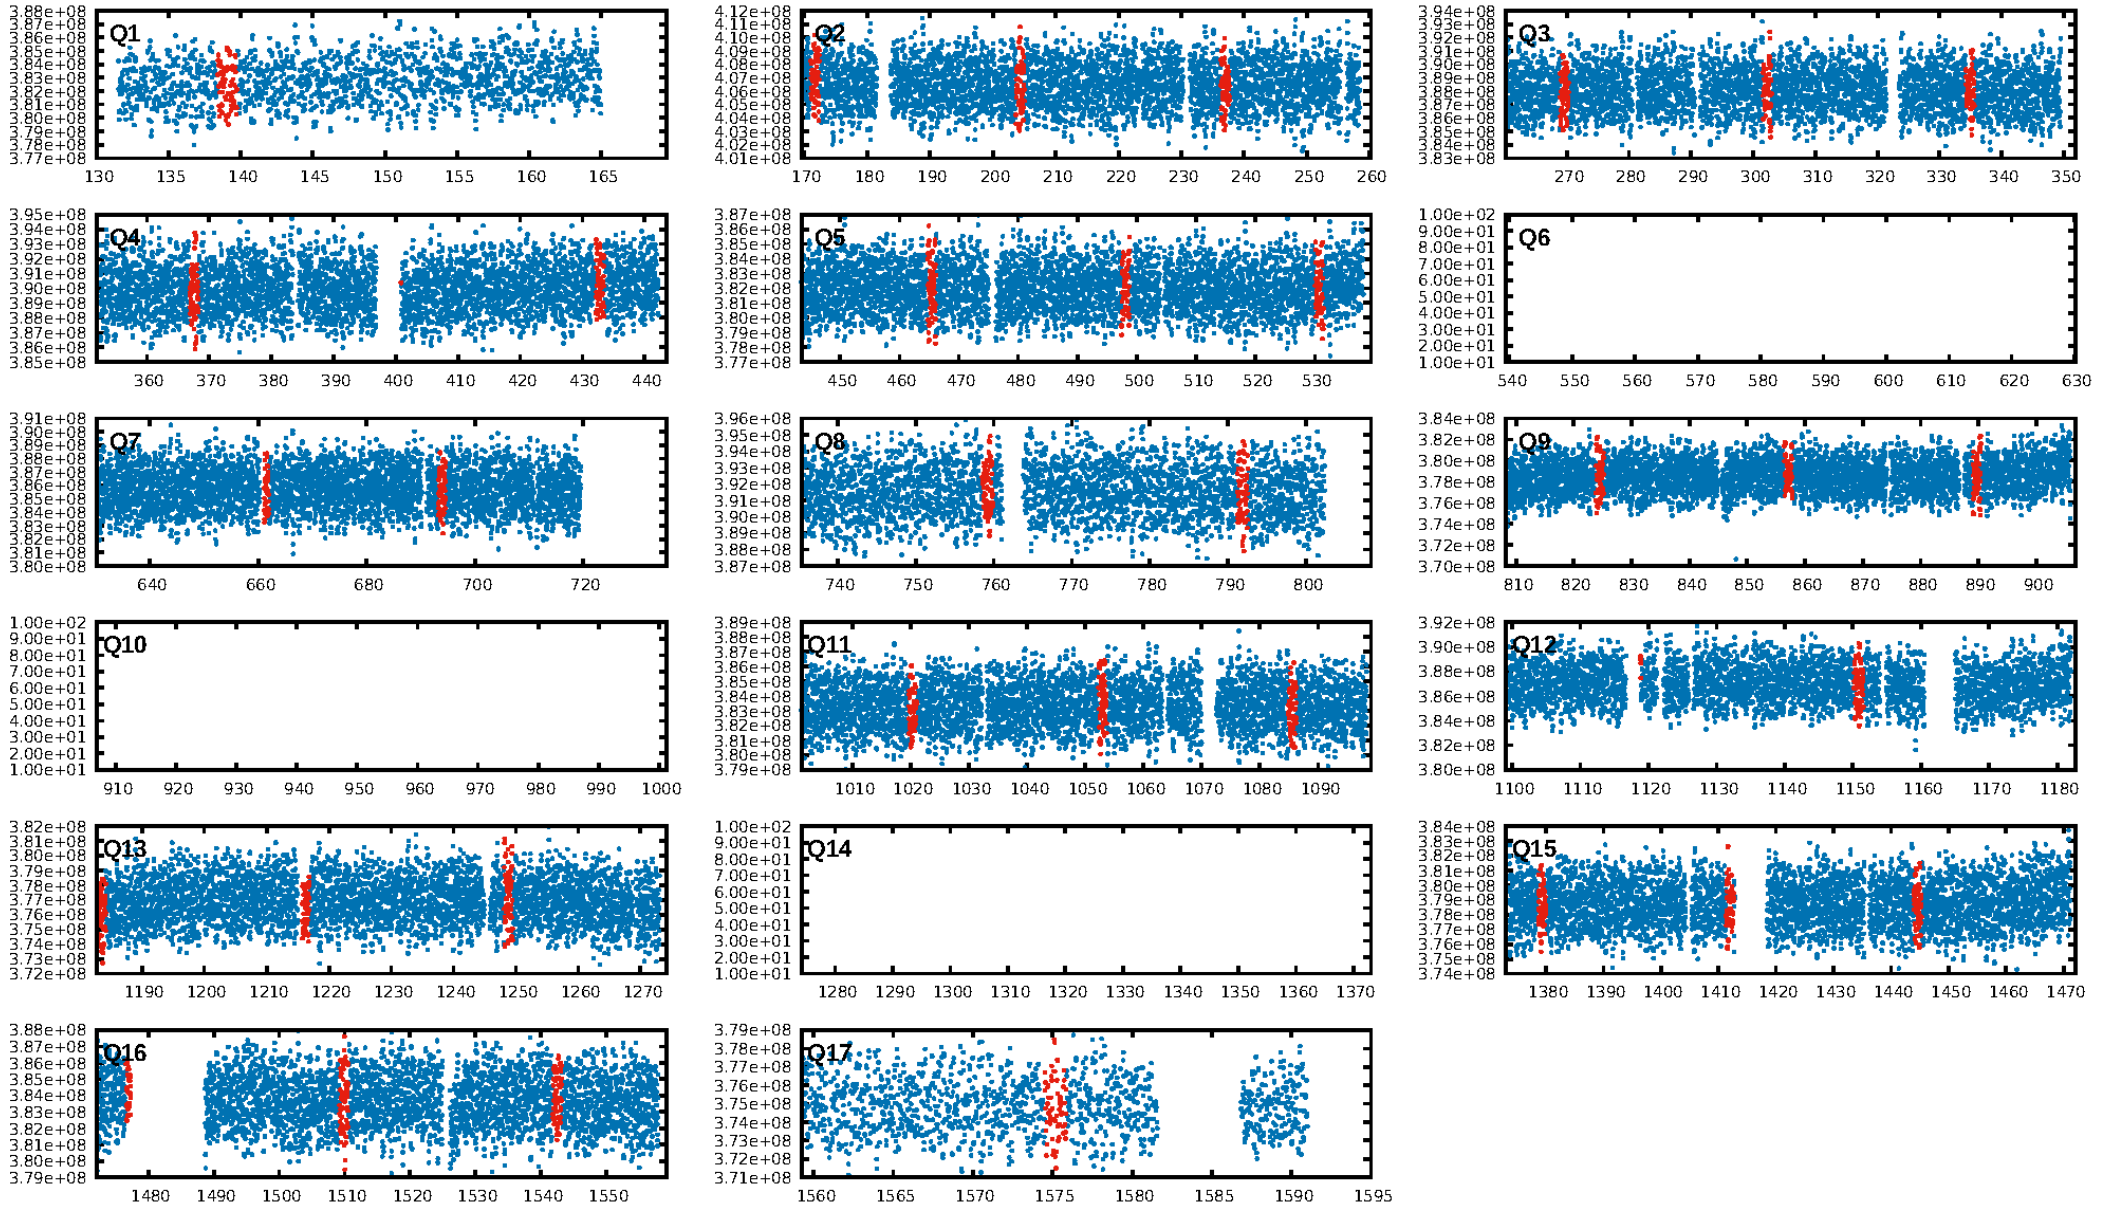 3.88e+08 3.87e+08 3.86e+08 3.85e+08 3.84e+08 3.83e+08 3.82e+08 3.81e+08 3.80e+08 3.79e+08 3.78e+08 3.77e+08
Q1
130 135 140 145 150 155 160 165
4.12e+08 4.11e+08 4.10e+08 4.09e+08 4.08e+08 4.07e+08 4.06e+08 4.05e+08 4.04e+08 4.03e+08 4.02e+08 4.01e+08
Q2
170 180 190 200 210 220 230 240 250 260
3.94e+08 3.93e+08 3.92e+08 3.91e+08 3.90e+08 3.89e+08 3.88e+08 3.87e+08 3.86e+08 3.85e+08 3.84e+08 3.83e+08
Q3
270 280 290 300 310 320 330 340 350
3.95e+08 3.94e+08 3.93e+08 3.92e+08 3.91e+08 3.90e+08 3.89e+08 3.88e+08 3.87e+08 3.86e+08 3.85e+08
Q4
360 370 380 390 400 410 420 430 440
3.87e+08 3.86e+08 3.85e+08 3.84e+08 3.83e+08 3.82e+08 3.81e+08 3.80e+08 3.79e+08 3.78e+08 3.77e+08
Q5
450 460 470 480 490 500 510 520 530
1.00e+02 9.00e+01 8.00e+01 7.00e+01 6.00e+01 5.00e+01 4.00e+01 3.00e+01 2.00e+01 1.00e+01
Q6
540 550 560 570 580 590 600 610 620 630
3.91e+08 3.90e+08 3.89e+08 3.88e+08 3.87e+08 3.86e+08 3.85e+08 3.84e+08 3.83e+08 3.82e+08 3.81e+08 3.80e+08
Q7
640 660 680 700 720
3.96e+08 3.95e+08 3.94e+08 3.93e+08 3.92e+08 3.91e+08 3.90e+08 3.89e+08 3.88e+08 3.87e+08
Q8
740 750 760 770 780 790 800
3.84e+08 3.82e+08 3.80e+08 3.78e+08 3.76e+08 3.74e+08 3.72e+08 3.70e+08
Q9
810 820 830 840 850 860 870 880 890 900
1.00e+02 9.00e+01 8.00e+01 7.00e+01 6.00e+01 5.00e+01 4.00e+01 3.00e+01 2.00e+01 1.00e+01
Q10
910 920 930 940 950 960 970 980 990 1000
3.89e+08 3.88e+08 3.87e+08 3.86e+08 3.85e+08 3.84e+08 3.83e+08 3.82e+08 3.81e+08 3.80e+08 3.79e+08
Q11
1010 1020 1030 1040 1050 1060 1070 1080 1090
3.92e+08 3.90e+08 3.88e+08 3.86e+08 3.84e+08 3.82e+08 3.80e+08
Q12
1100 1110 1120 1130 1140 1150 1160 1170 1180
3.82e+08 3.81e+08 3.80e+08 3.79e+08 3.78e+08 3.77e+08 3.76e+08 3.75e+08 3.74e+08 3.73e+08 3.72e+08
Q13
1190 1200 1210 1220 1230 1240 1250 1260 1270
1.00e+02 9.00e+01 8.00e+01 7.00e+01 6.00e+01 5.00e+01 4.00e+01 3.00e+01 2.00e+01 1.00e+01
Q14
1280 1290 1300 1310 1320 1330 1340 1350 1360 1370
3.84e+08 3.83e+08 3.82e+08 3.81e+08 3.80e+08 3.79e+08 3.78e+08 3.77e+08 3.76e+08 3.75e+08 3.74e+08
Q15
1380 1390 1400 1410 1420 1430 1440 1450 1460 1470
3.88e+08 3.87e+08 3.86e+08 3.85e+08 3.84e+08 3.83e+08 3.82e+08 3.81e+08 3.80e+08 3.79e+08
Q16
1480 1490 1500 1510 1520 1530 1540 1550
3.79e+08 3.78e+08 3.77e+08 3.76e+08 3.75e+08 3.74e+08 3.73e+08 3.72e+08 3.71e+08
Q17
1560 1565 1570 1575 1580 1585 1590 1595